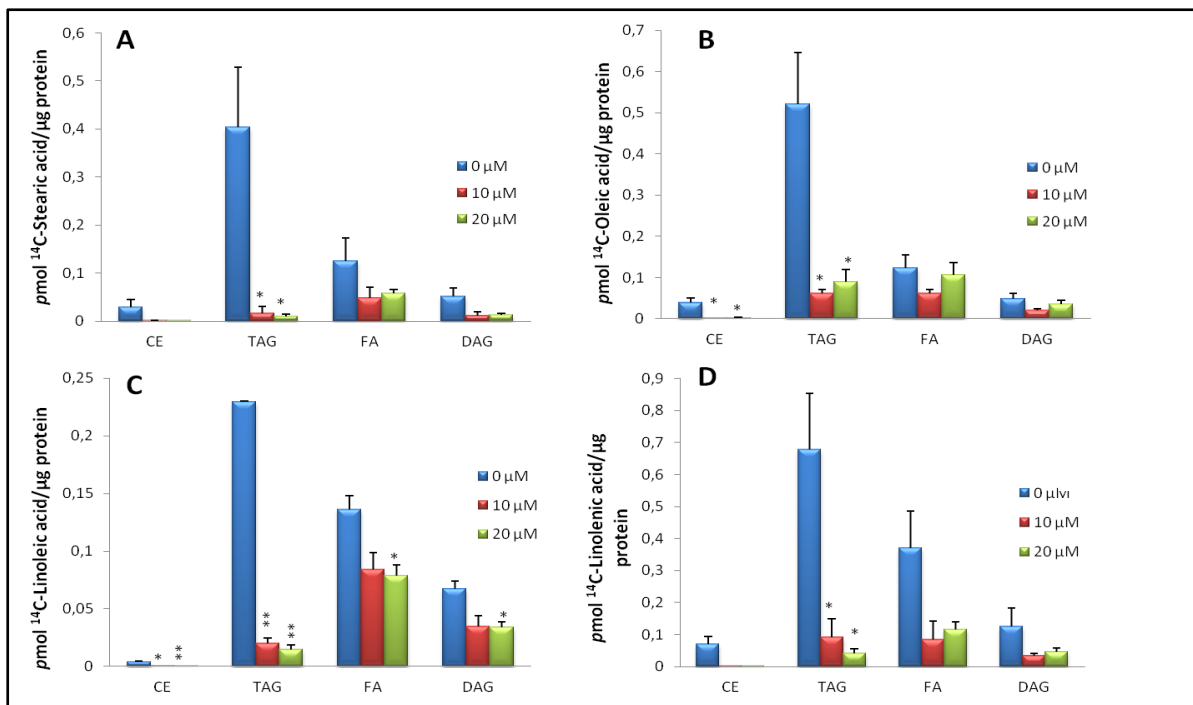 A
pmol ¹⁴C-Stearic acid/µg protein
0,6
0,5
0,4
0,3
0,2
0,1
0
0 µM
10 µM
20 µM
* *
CE TAG FA DAG
B
pmol ¹⁴C-Oleic acid/µg protein
0,7
0,6
0,5
0,4
0,3
0,2
0,1
0
0 µM
10 µM
20 µM
* * * *
CE TAG FA DAG
C
pmol ¹⁴C-Linoleic acid/µg protein
0,25
0,2
0,15
0,1
0,05
0
0 µM
10 µM
20 µM
* ** ** ** * *
CE TAG FA DAG
D
pmol ¹⁴C-Linolenic acid/µg
protein
0,9
0,8
0,7
0,6
0,5
0,4
0,3
0,2
0,1
0
0 µM
10 µM
20 µM
* *
CE TAG FA DAG